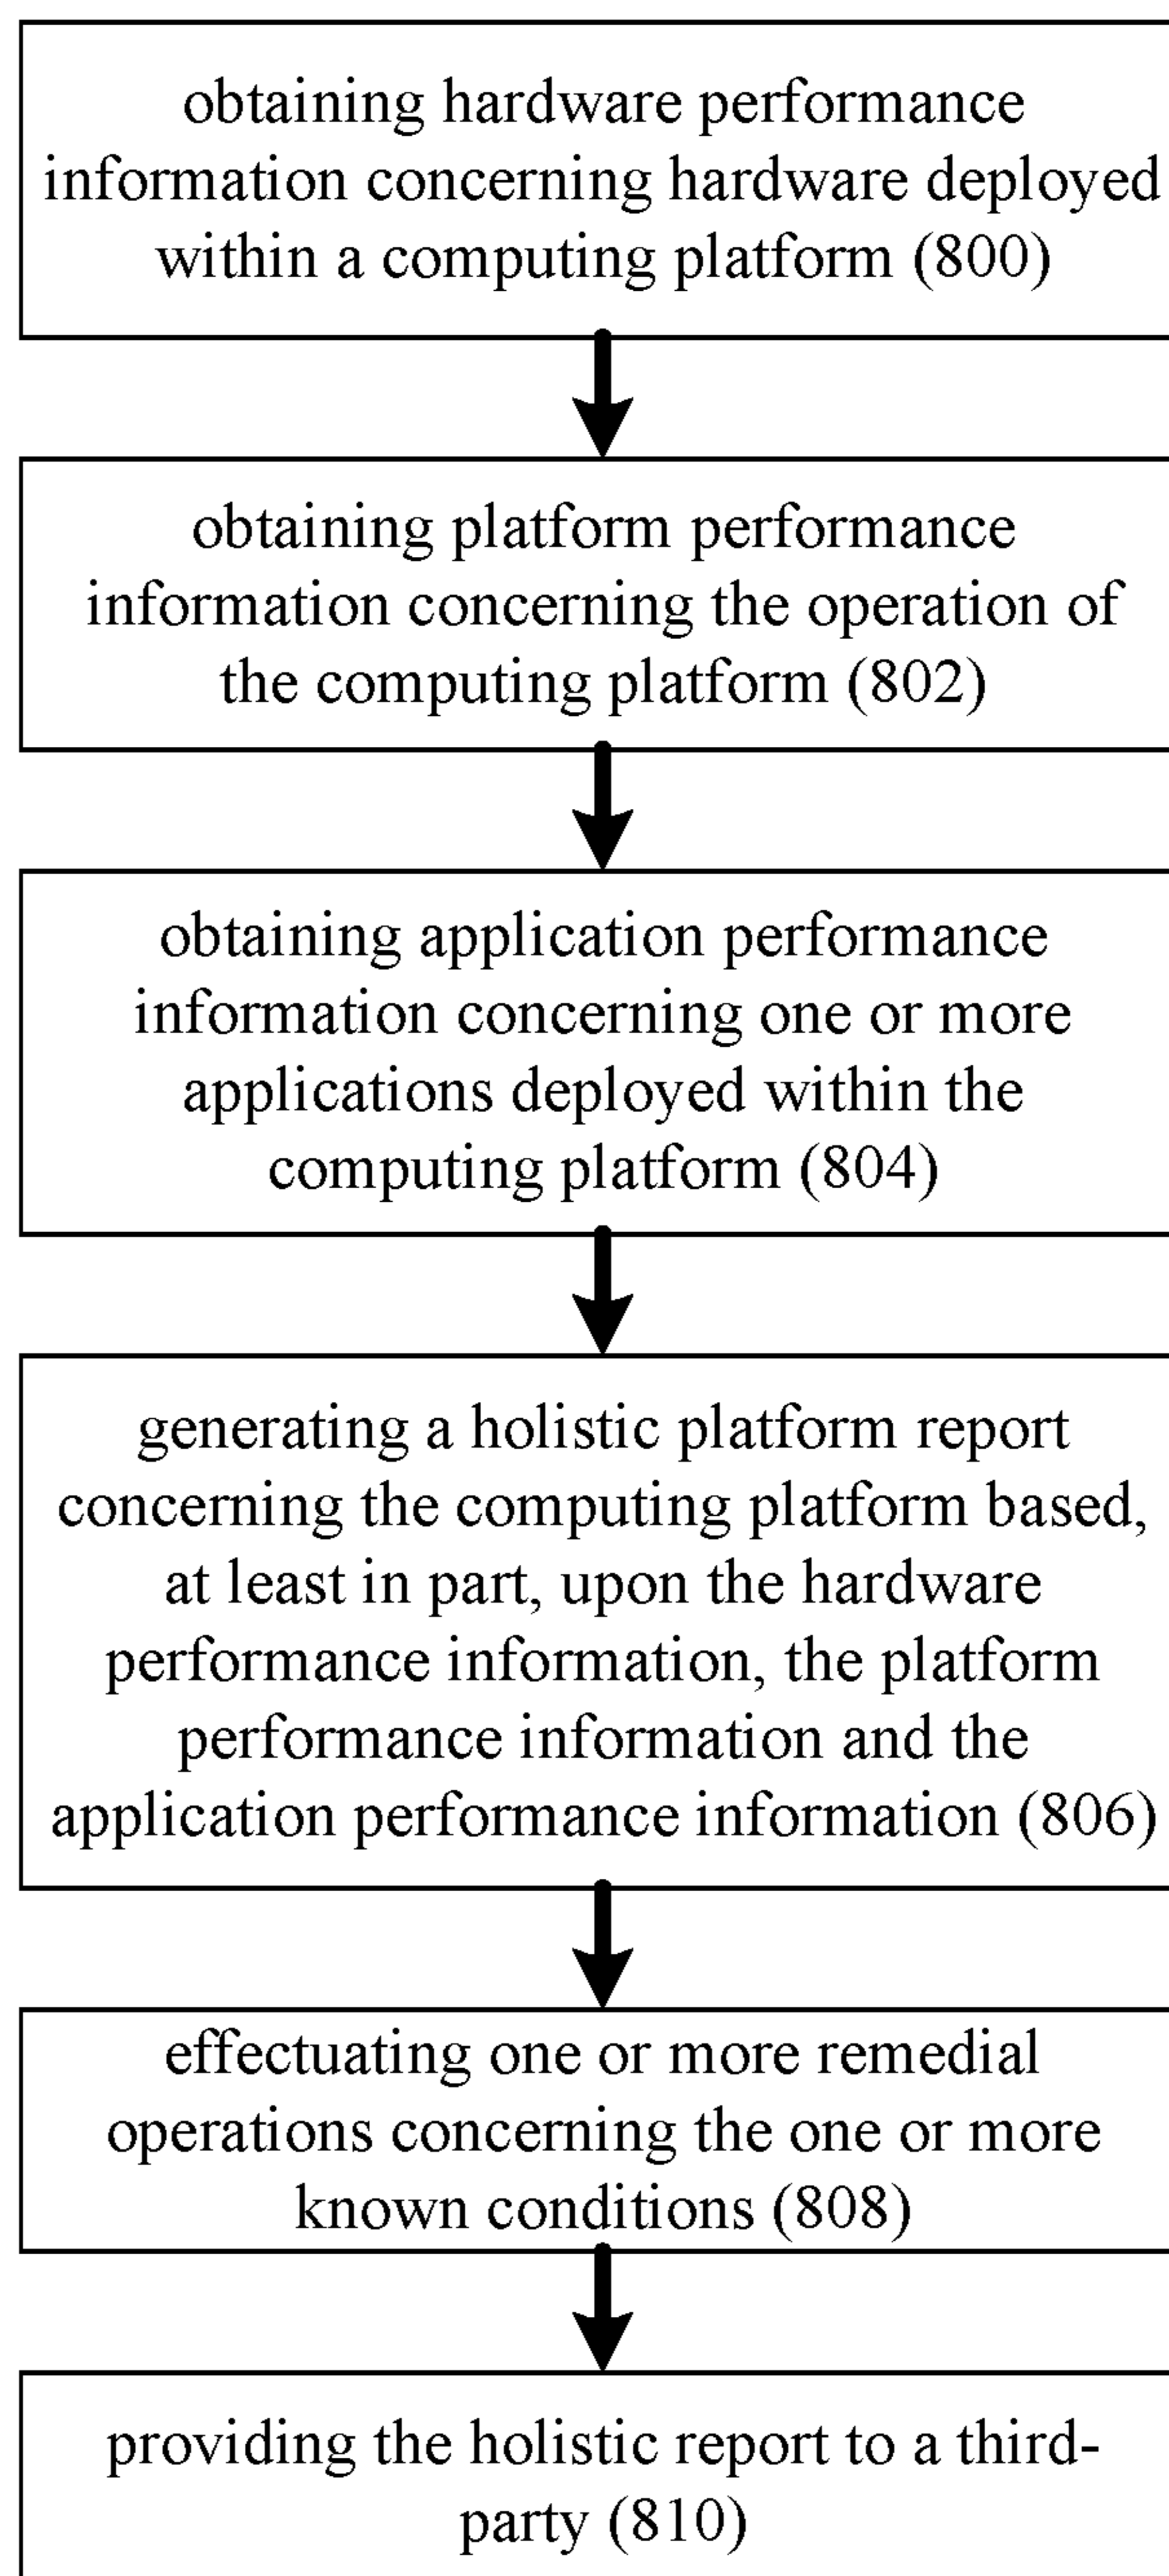 obtaining hardware performance
information concerning hardware deployed
within a computing platform (800)
obtaining platform performance
information concerning the operation of
the computing platform (802)
obtaining application performance
information concerning one or more
applications deployed within the
computing platform (804)
generating a holistic platform report
concerning the computing platform based,
at least in part, upon the hardware
performance information, the platform
performance information and the
application performance information (806)
effectuating one or more remedial
operations concerning the one or more
known conditions (808)
providing the holistic report to a third-
party (810)